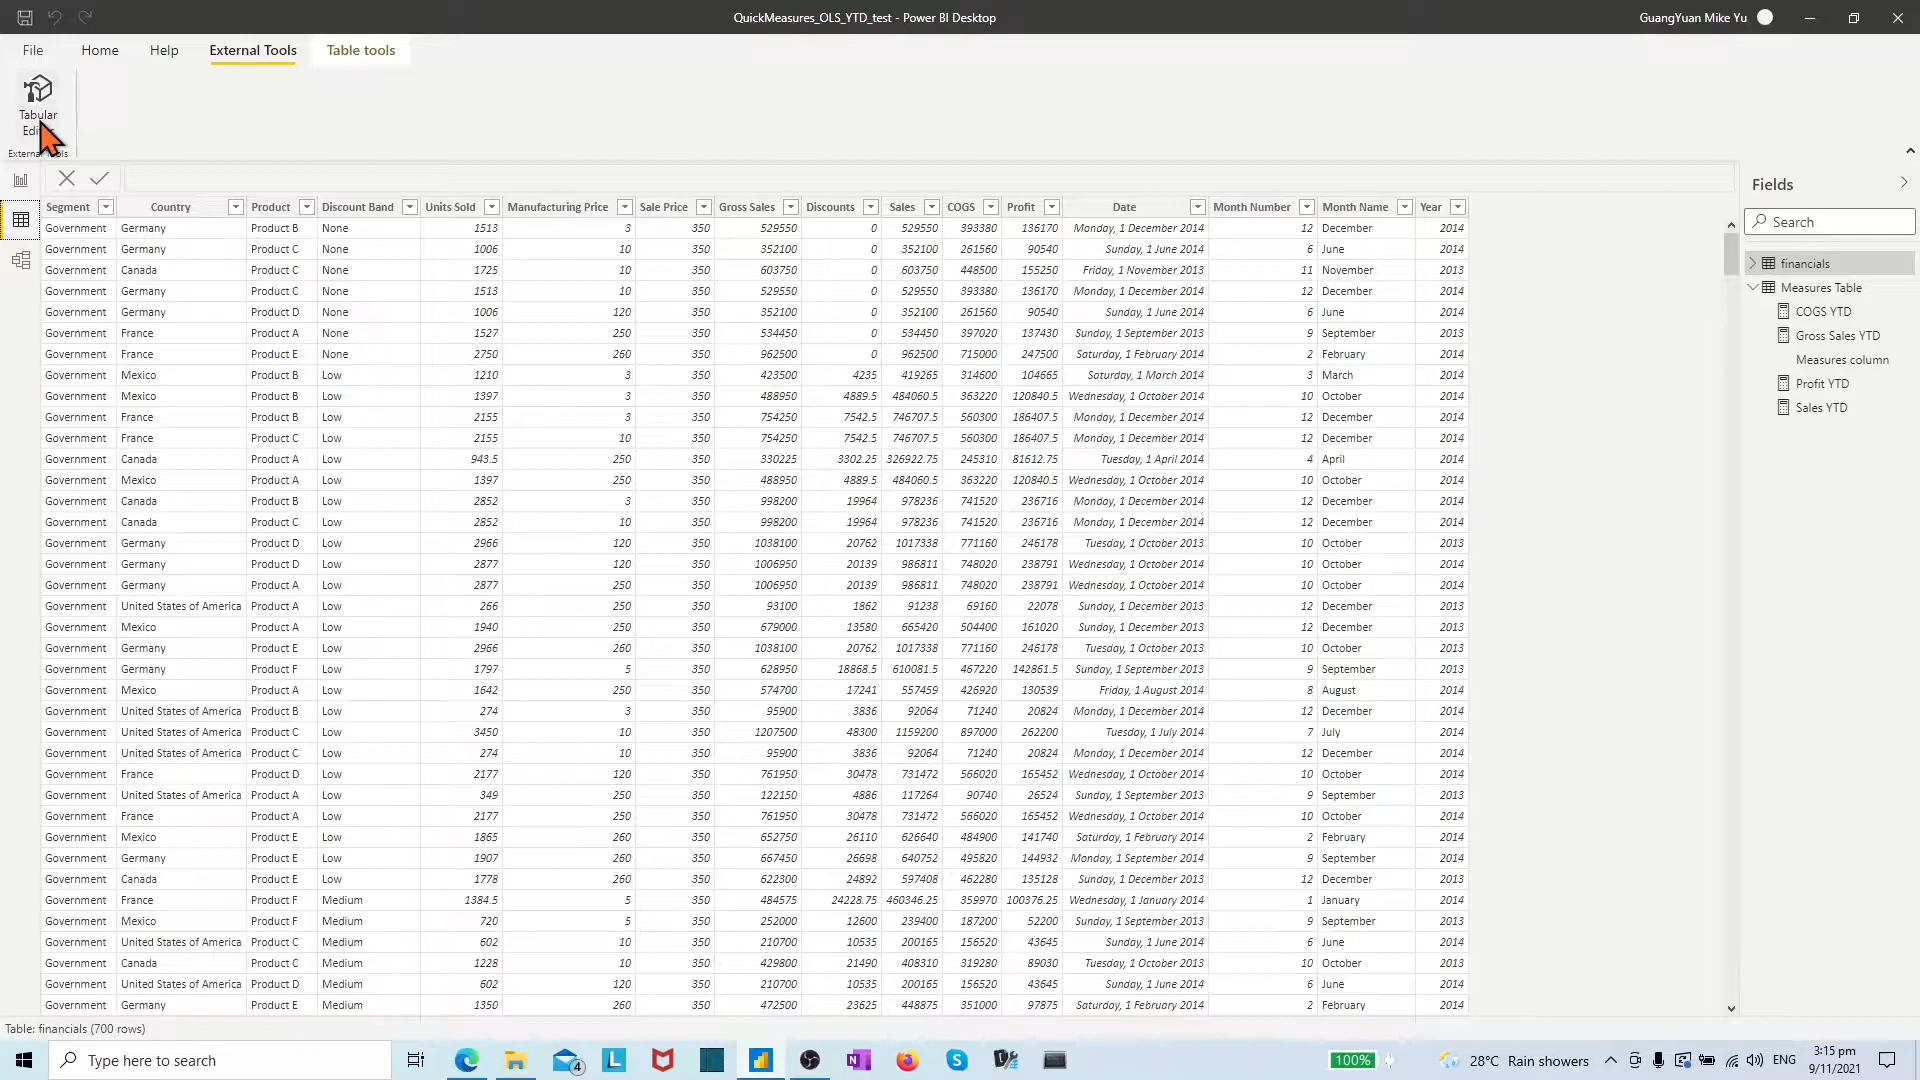 QuickMeasures_OLS_YTD_test - Power BI Desktop
GuangYuan Mike Yu
File Home Help External Tools Table tools
Tabular
Fields
Search
financials
Measures Table
COGS YTD
Gross Sales YTD
Measures column
Profit YTD
Sales YTD
Segment Country Product Discount Band Units Sold Manufacturing Price Sale Price Gross Sales Discounts Sales COGS Profit Date Month Number Month Name Year
Government Germany Product B None 1513 3 350 529550 0 529550 393380 136170 Monday, 1 December 2014 12 December 2014
Government Germany Product C None 1006 10 350 352100 0 352100 261560 90540 Sunday, 1 June 2014 6 June 2014
Government Canada Product C None 1725 10 350 603750 0 603750 448500 155250 Friday, 1 November 2013 11 November 2013
Government Germany Product C None 1513 10 350 529550 0 529550 393380 136170 Monday, 1 December 2014 12 December 2014
Government Germany Product D None 1006 120 350 352100 0 352100 261560 90540 Sunday, 1 June 2014 6 June 2014
Government France Product A None 1527 250 350 534450 0 534450 397020 137430 Sunday, 1 September 2013 9 September 2013
Government France Product E None 2750 260 350 962500 0 962500 715000 247500 Saturday, 1 February 2014 2 February 2014
Government Mexico Product B Low 1210 3 350 423500 4235 419265 314600 104665 Saturday, 1 March 2014 3 March 2014
Government Mexico Product B Low 1397 3 350 488950 4889.5 484060.5 363220 120840.5 Wednesday, 1 October 2014 10 October 2014
Government France Product B Low 2155 3 350 754250 7542.5 746707.5 560300 186407.5 Monday, 1 December 2014 12 December 2014
Government France Product C Low 2155 10 350 754250 7542.5 746707.5 560300 186407.5 Monday, 1 December 2014 12 December 2014
Government Canada Product A Low 943.5 250 350 330225 3302.25 326922.75 245310 81612.75 Tuesday, 1 April 2014 4 April 2014
Government Mexico Product A Low 1397 250 350 488950 4889.5 484060.5 363220 120840.5 Wednesday, 1 October 2014 10 October 2014
Government Canada Product B Low 2852 3 350 998200 19964 978236 741520 236716 Monday, 1 December 2014 12 December 2014
Government Canada Product C Low 2852 10 350 998200 19964 978236 741520 236716 Monday, 1 December 2014 12 December 2014
Government Germany Product D Low 2966 120 350 1038100 20762 1017338 771160 246178 Tuesday, 1 October 2013 10 October 2013
Government Germany Product D Low 2877 120 350 1006950 20139 986811 748020 238791 Wednesday, 1 October 2014 10 October 2014
Government Germany Product A Low 2877 250 350 1006950 20139 986811 748020 238791 Wednesday, 1 October 2014 10 October 2014
Government United States of America Product A Low 266 250 350 93100 1862 91238 69160 22078 Sunday, 1 December 2013 12 December 2013
Government Mexico Product A Low 1940 250 350 679000 13580 665420 504400 161020 Sunday, 1 December 2013 12 December 2013
Government Germany Product E Low 2966 260 350 1038100 20762 1017338 771160 246178 Tuesday, 1 October 2013 10 October 2013
Government Germany Product F Low 1797 5 350 628950 18868.5 610081.5 467220 142861.5 Sunday, 1 September 2013 9 September 2013
Government Mexico Product A Low 1642 250 350 574700 17241 557459 426920 130539 Friday, 1 August 2014 8 August 2014
Government United States of America Product B Low 274 3 350 95900 3836 92064 71240 20824 Monday, 1 December 2014 12 December 2014
Government United States of America Product C Low 3450 10 350 1207500 48300 1159200 897000 262200 Tuesday, 1 July 2014 7 July 2014
Government United States of America Product C Low 274 10 350 95900 3836 92064 71240 20824 Monday, 1 December 2014 12 December 2014
Government France Product D Low 2177 120 350 761950 30478 731472 566020 165452 Wednesday, 1 October 2014 10 October 2014
Government United States of America Product A Low 349 250 350 122150 4886 117264 90740 26524 Sunday, 1 September 2013 9 September 2013
Government France Product A Low 2177 250 350 761950 30478 731472 566020 165452 Wednesday, 1 October 2014 10 October 2014
Government Mexico Product E Low 1865 260 350 652750 26110 626640 484900 141740 Saturday, 1 February 2014 2 February 2014
Government Germany Product E Low 1907 260 350 667450 26698 640752 495820 144932 Monday, 1 September 2014 9 September 2014
Government Canada Product E Low 1778 260 350 622300 24892 597408 462280 135128 Sunday, 1 December 2013 12 December 2013
Government France Product F Medium 1384.5 5 350 484575 24228.75 460346.25 359970 100376.25 Wednesday, 1 January 2014 1 January 2014
Government Mexico Product F Medium 720 5 350 252000 12600 239400 187200 52200 Sunday, 1 September 2013 9 September 2013
Government United States of America Product C Medium 602 10 350 210700 10535 200165 156520 43645 Sunday, 1 June 2014 6 June 2014
Government Canada Product C Medium 1228 10 350 429800 21490 408310 319280 89030 Tuesday, 1 October 2013 10 October 2013
Government United States of America Product D Medium 602 120 350 210700 10535 200165 156520 43645 Sunday, 1 June 2014 6 June 2014
Government Germany Product E Medium 1350 260 350 472500 23625 448875 351000 97875 Saturday, 1 February 2014 2 February 2014
Table: financials (700 rows)
Type here to search
4
100%
28°C Rain showers
ENG
3:15 pm
9/11/2021